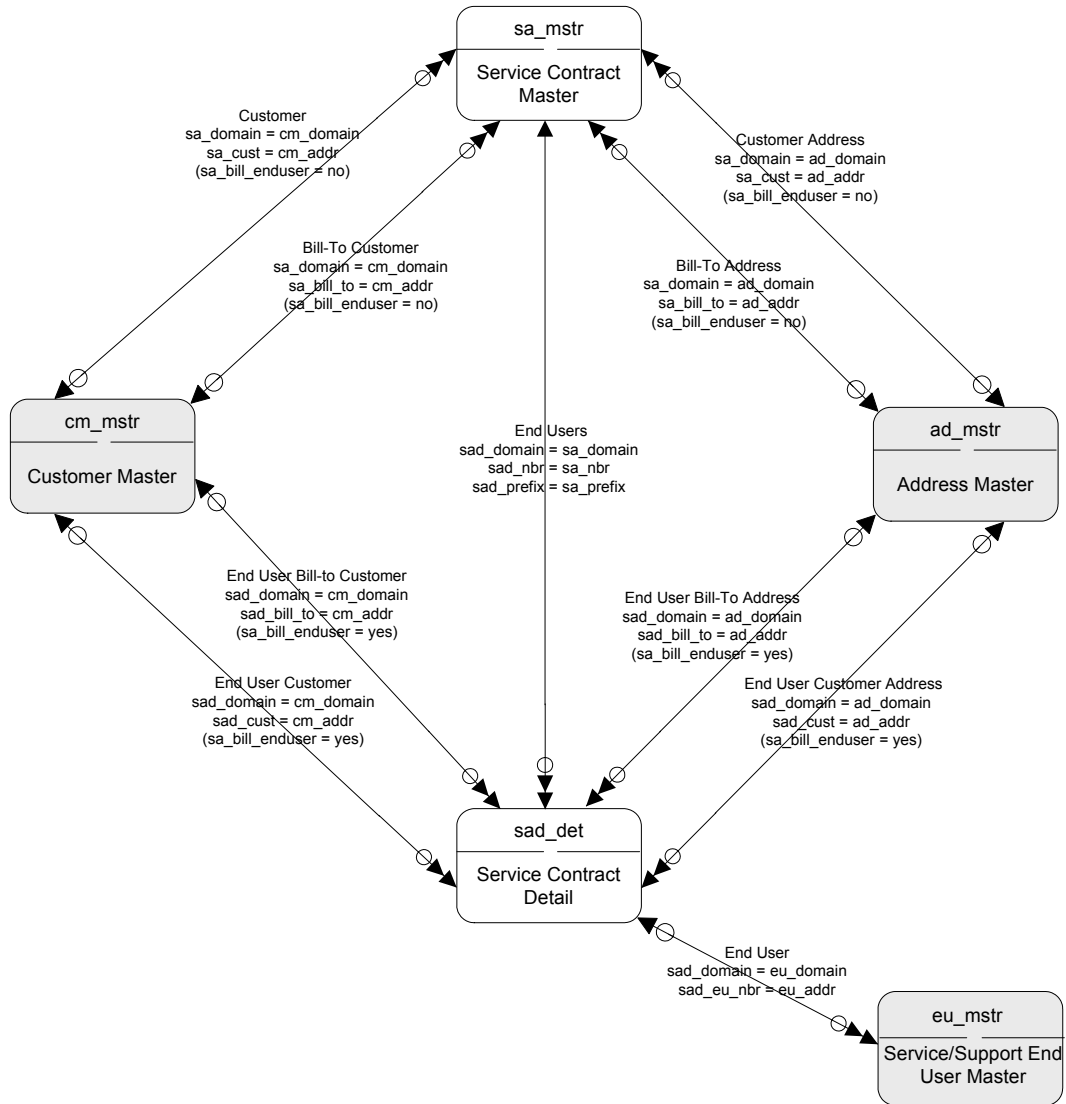 sa_mstr
Service Contract
Master
Customer
sa_domain = cm_domain
sa_cust = cm_addr
(sa_bill_enduser = no)
Customer Address
sa_domain = ad_domain
sa_cust = ad_addr
(sa_bill_enduser = no)
Bill-To Customer
sa_domain = cm_domain
sa_bill_to = cm_addr
(sa_bill_enduser = no)
Bill-To Address
sa_domain = ad_domain
sa_bill_to = ad_addr
(sa_bill_enduser = no)
cm_mstr
Customer Master
End Users
sad_domain = sa_domain
sad_nbr = sa_nbr
sad_prefix = sa_prefix
ad_mstr
Address Master
End User Bill-to Customer
sad_domain = cm_domain
sad_bill_to = cm_addr
(sa_bill_enduser = yes)
End User Bill-To Address
sad_domain = ad_domain
sad_bill_to = ad_addr
(sa_bill_enduser = yes)
End User Customer
sad_domain = cm_domain
sad_cust = cm_addr
(sa_bill_enduser = yes)
End User Customer Address
sad_domain = ad_domain
sad_cust = ad_addr
(sa_bill_enduser = yes)
sad_det
Service Contract
Detail
End User
sad_domain = eu_domain
sad_eu_nbr = eu_addr
eu_mstr
Service/Support End
User Master